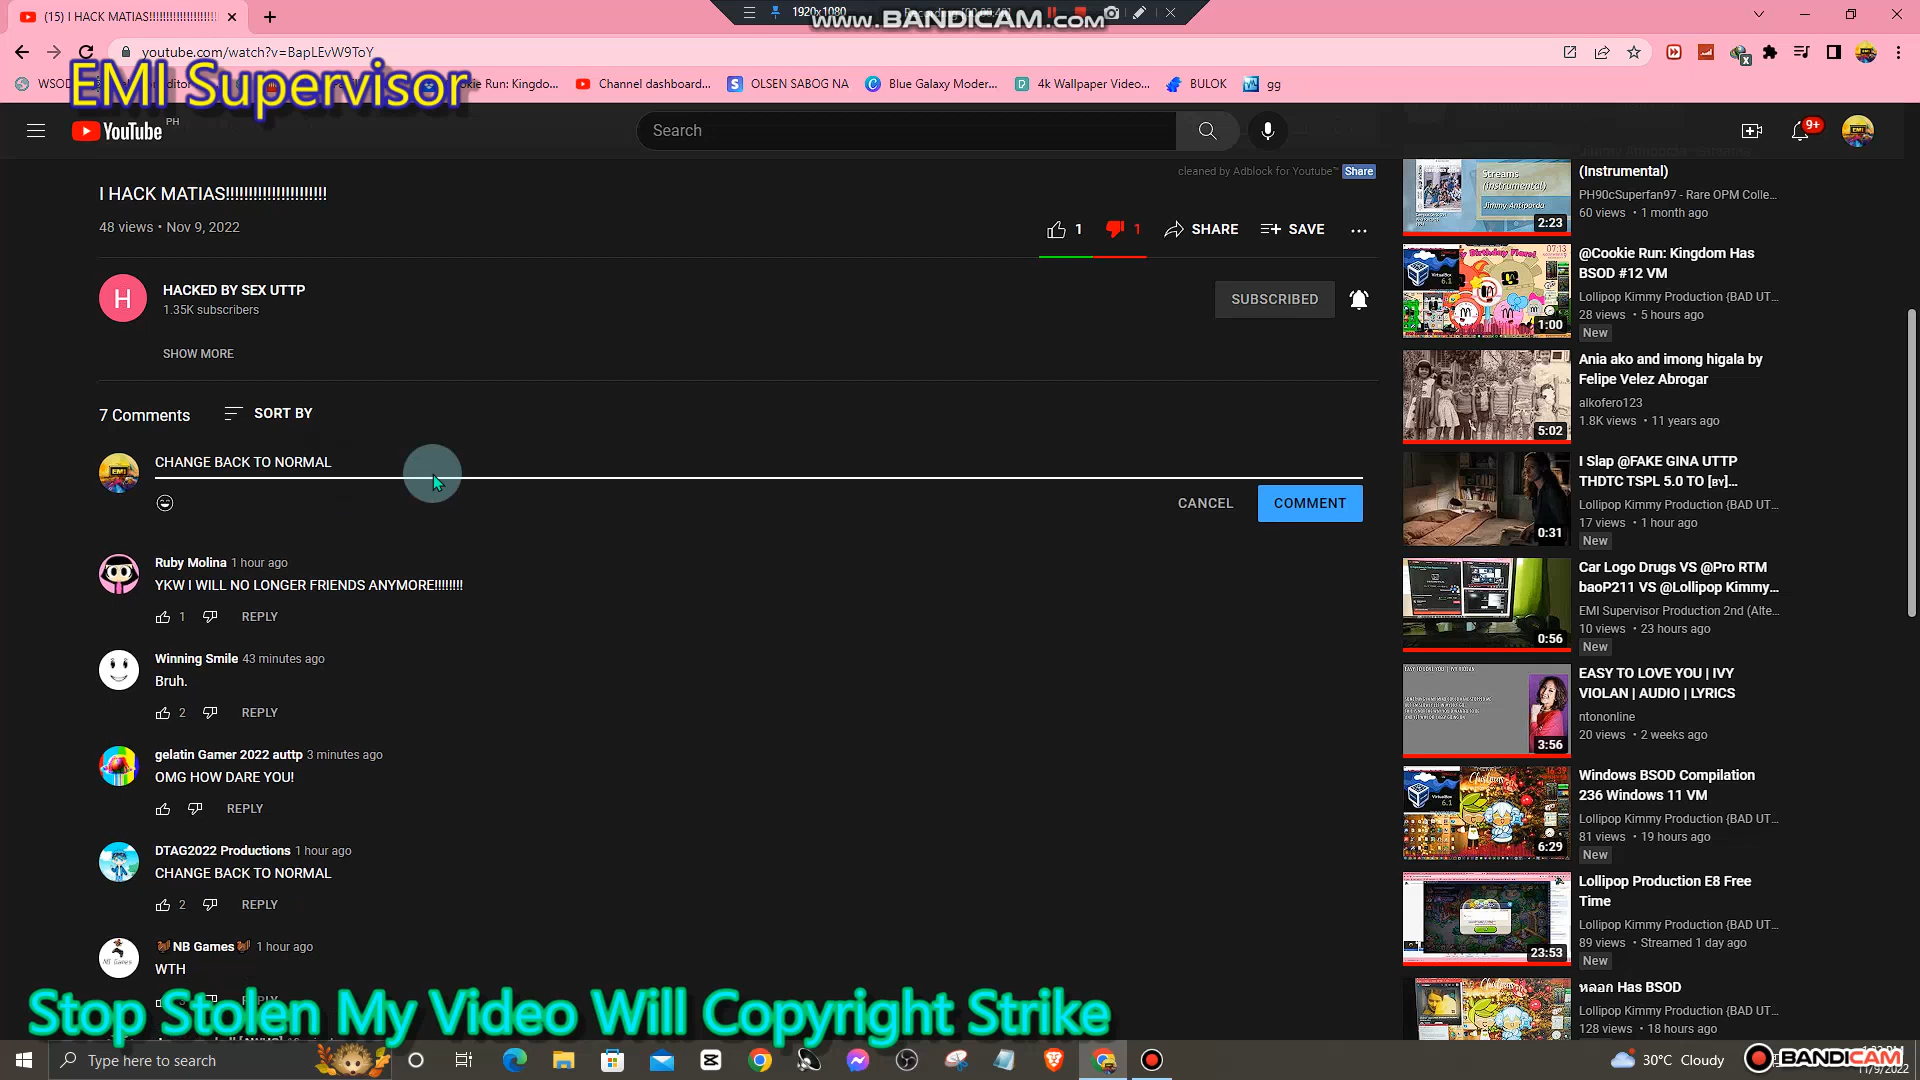 (15) I HACK MATIAS!!!!!!!!!!!!!!!!!!!!!!
1920x1080
WWW.BANDICAM.COM
youtube.com/watch?v=BapLEvW9ToY
EMI Supervisor
WSOD
Channel dashboard...
OLSEN SABOG NA
Blue Galaxy Moder...
4k Wallpaper Video...
BULOK
gg
YouTube PH
Search
9+
cleaned by Adblock for Youtube™ Share
I HACK MATIAS!!!!!!!!!!!!!!!!!!!!!!
48 views • Nov 9, 2022
1
1
SHARE
SAVE
H
HACKED BY SEX UTTP
1.35K subscribers
SUBSCRIBED
SHOW MORE
7 Comments
SORT BY
CHANGE BACK TO NORMAL
CANCEL
COMMENT
Ruby Molina 1 hour ago
YKW I WILL NO LONGER FRIENDS ANYMORE!!!!!!!!
1 REPLY
Winning Smile 43 minutes ago
Bruh.
2 REPLY
gelatin Gamer 2022 auttp 3 minutes ago
OMG HOW DARE YOU!
REPLY
DTAG2022 Productions 1 hour ago
CHANGE BACK TO NORMAL
2 REPLY
NB Games 1 hour ago
WTH
Stop Stolen My Video Will Copyright Strike
Streams
(Instrumental)
Jimmy Antiporda
2:23
(Instrumental)
PH90cSuperfan97 - Rare OPM Colle...
60 views • 1 month ago
1:00
@Cookie Run: Kingdom Has
BSOD #12 VM
Lollipop Kimmy Production {BAD UT...
28 views • 5 hours ago
New
5:02
Ania ako and imong higala by
Felipe Velez Abrogar
alkofero123
1.8K views • 11 years ago
0:31
I Slap @FAKE GINA UTTP
THDTC TSPL 5.0 TO [BY]...
Lollipop Kimmy Production {BAD UT...
17 views • 1 hour ago
New
0:56
Car Logo Drugs VS @Pro RTM
baoP211 VS @Lollipop Kimmy...
EMI Supervisor Production 2nd (Alte...
10 views • 23 hours ago
New
3:56
EASY TO LOVE YOU | IVY
VIOLAN | AUDIO | LYRICS
ntononline
20 views • 2 weeks ago
6:29
Windows BSOD Compilation
236 Windows 11 VM
Lollipop Kimmy Production {BAD UT...
81 views • 19 hours ago
New
23:53
Lollipop Production E8 Free
Time
Lollipop Kimmy Production {BAD UT...
89 views • Streamed 1 day ago
New
หลอก Has BSOD
Lollipop Kimmy Production {BAD UT...
128 views • 18 hours ago
Type here to search
30°C Cloudy
BANDICAM
11/9/2022